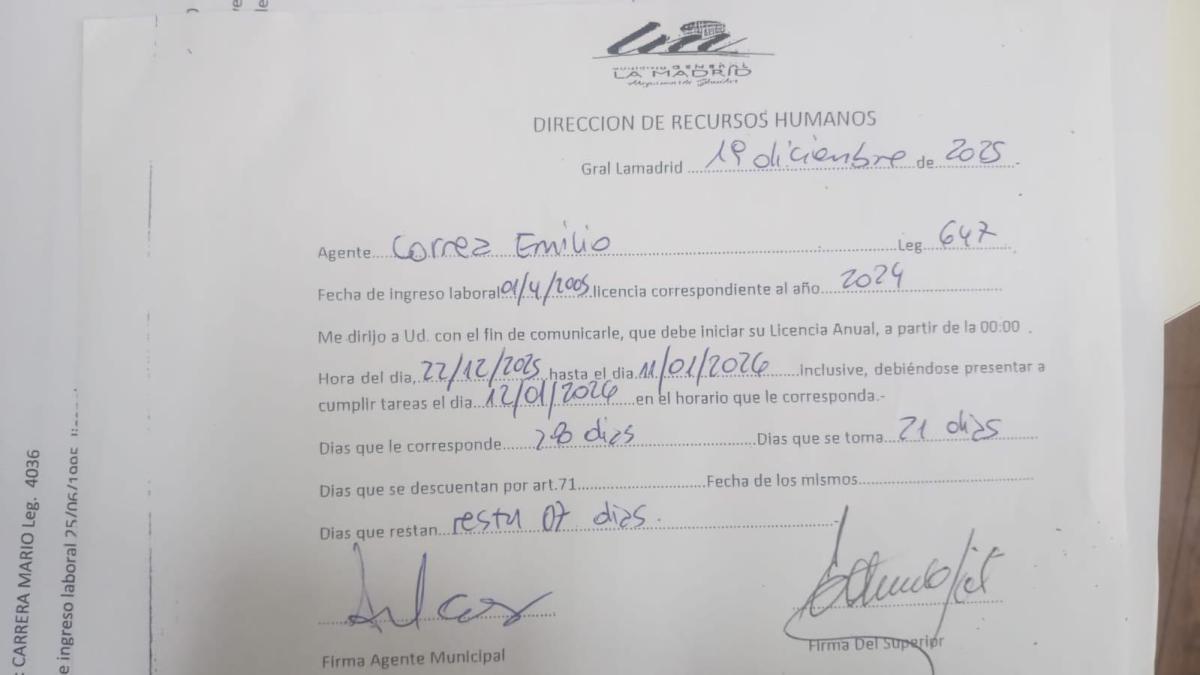 MUNICIPIO GENERAL
LA MADRID
DIRECCION DE RECURSOS HUMANOS
Gral Lamadrid 19 diciembre de 2025
Agente Correa Emilio Leg 647
Fecha de ingreso laboral 01/4/2005 licencia correspondiente al año 2024
Me dirijo a Ud. con el fin de comunicarle, que debe iniciar su Licencia Anual, a partir de la 00:00 .
Hora del dia, 22/12/2025 hasta el dia 11/01/2026 Inclusive, debiéndose presentar a
cumplir tareas el dia 12/01/2026 en el horario que le corresponda.-
Dias que le corresponde 28 dias Dias que se toma 21 dias
Dias que se descuentan por art.71 Fecha de los mismos
Dias que restan resta 07 dias.
Firma Agente Municipal
Firma Del Superior
: CARRERA MARIO Leg. 4036
e ingreso laboral 25/06/1995